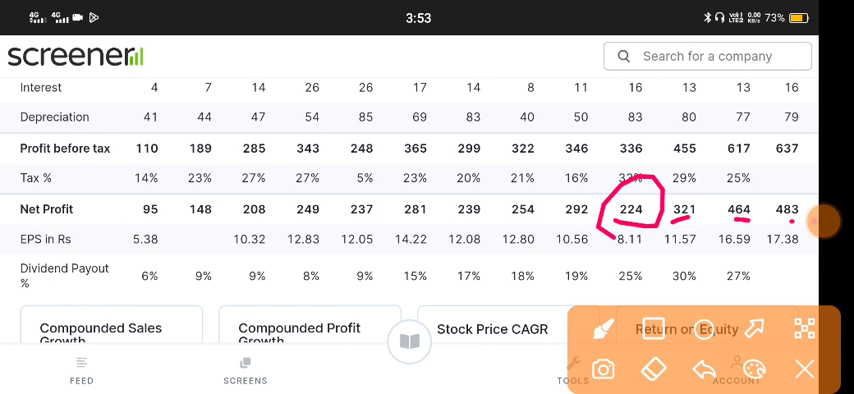 4G 4G 3:53 Vo1) LTE2 0.00 KB/s 73%
screener Search for a company
Interest 4 7 14 26 26 17 14 8 11 16 13 13 16
Depreciation 41 44 47 54 85 69 83 40 50 83 80 77 79
Profit before tax 110 189 285 343 248 365 299 322 346 336 455 617 637
Tax % 14% 23% 27% 27% 5% 23% 20% 21% 16% 33% 29% 25%
Net Profit 95 148 208 249 237 281 239 254 292 224 321 464 483
EPS in Rs 5.38 10.32 12.83 12.05 14.22 12.08 12.80 10.56 8.11 11.57 16.59 17.38
Dividend Payout % 6% 9% 9% 8% 9% 15% 17% 18% 19% 25% 30% 27%
Compounded Sales Growth Compounded Profit Growth Stock Price CAGR Return on Equity
FEED SCREENS TOOLS ACCOUNT